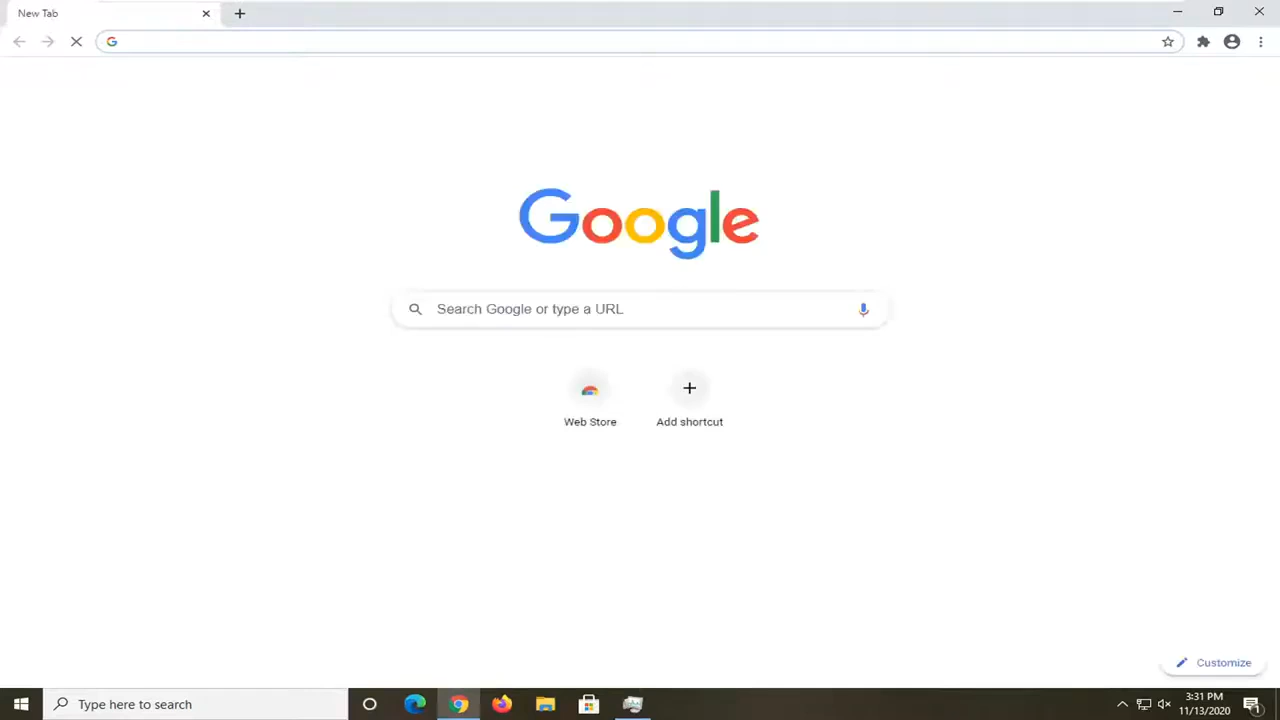 New Tab
Google
Search Google or type a URL
Web Store
Add shortcut
Customize
Type here to search
3:31 PM
11/13/2020
1